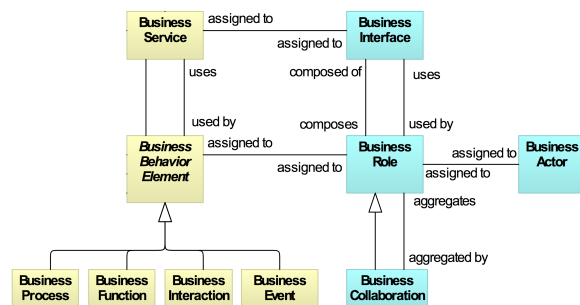 Business
Service
assigned to
assigned to
Business
Interface
uses
used by
composed of
composes
uses
used by
Business
Behavior
Element
assigned to
assigned to
Business
Role
assigned to
assigned to
Business
Actor
aggregates
aggregated by
Business
Process
Business
Function
Business
Interaction
Business
Event
Business
Collaboration